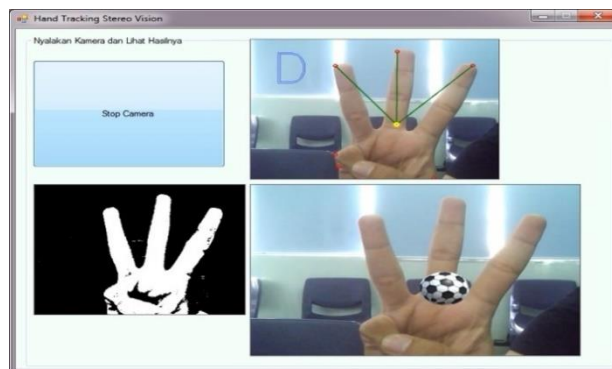 Hand Tracking Stereo Vision
Nyalakan Kamera dan Lihat Hasilnya
Stop Camera
D